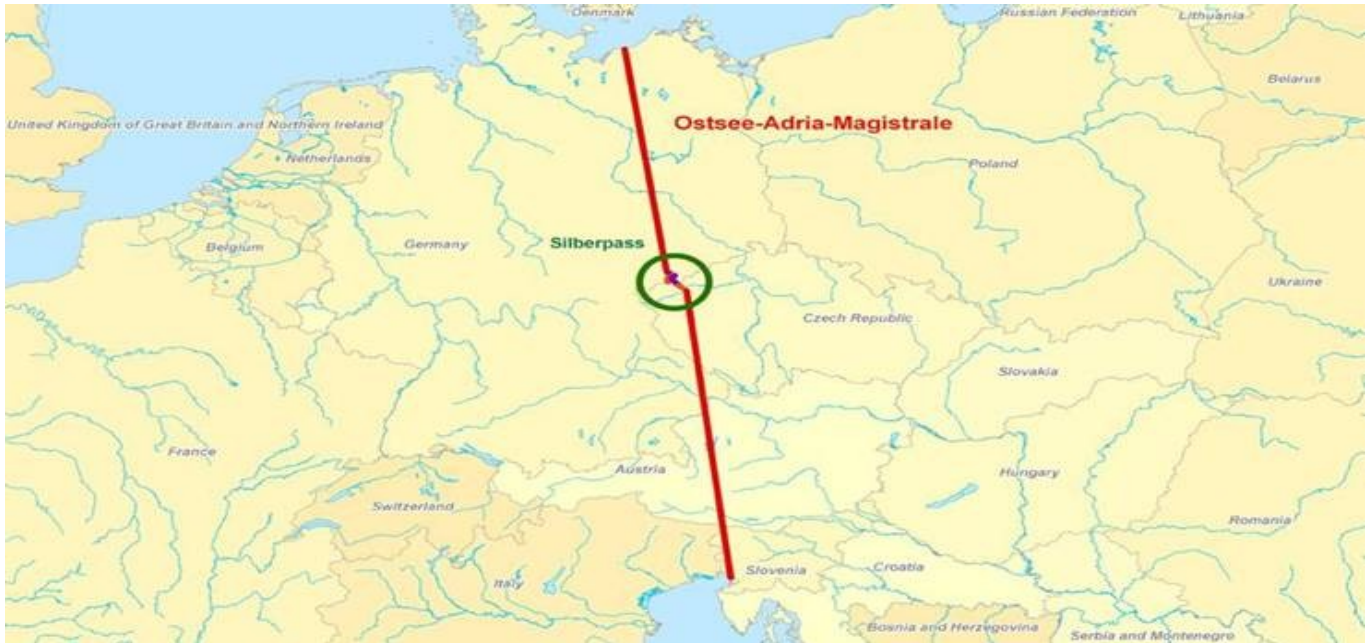 Denmark
Russian Federation
Lithuania
Belarus
United Kingdom of Great Britain and Northern Ireland
Ostsee-Adria-Magistrale
Netherlands
Poland
Belgium
Germany
Silberpass
Ukraine
Czech Republic
Slovakia
France
Austria
Hungary
Switzerland
Romania
Italy
Slovenia
Croatia
Bosnia and Herzegovina
Serbia and Montenegro